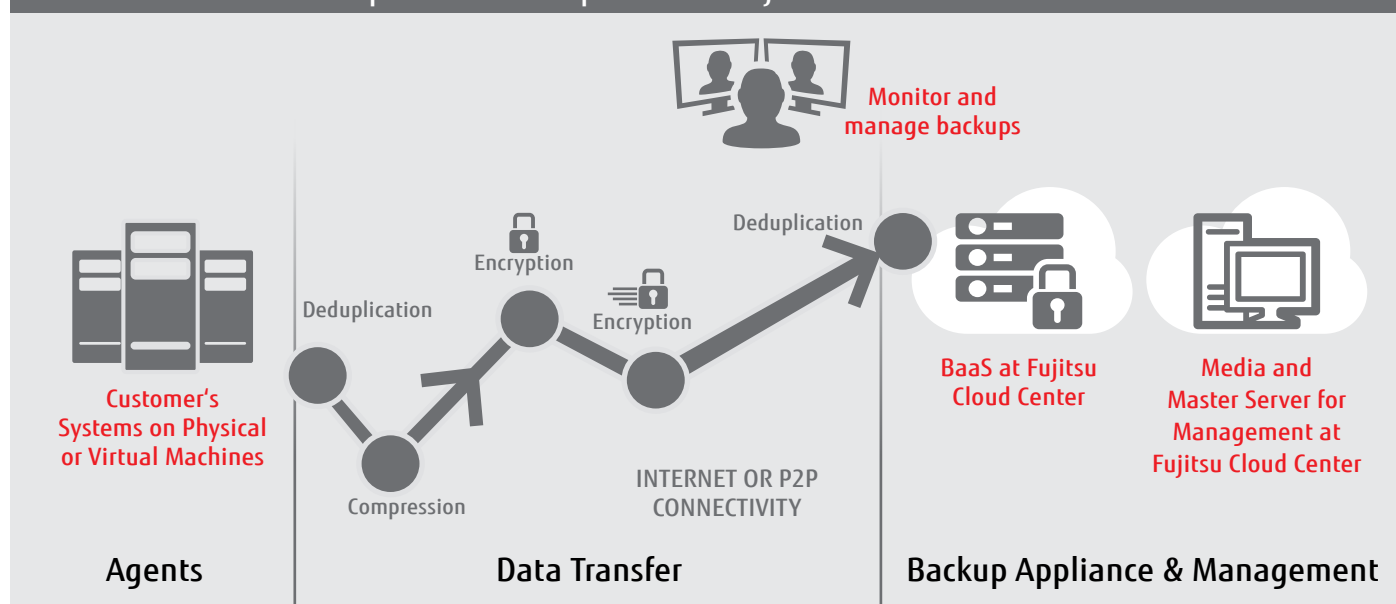 Monitor and
manage backups
Deduplication
Encryption
Encryption
Deduplication
Compression
INTERNET OR P2P
CONNECTIVITY
Customer‘s
Systems on Physical
or Virtual Machines
BaaS at Fujitsu
Cloud Center
Media and
Master Server for
Management at
Fujitsu Cloud Center
Agents
Data Transfer
Backup Appliance & Management